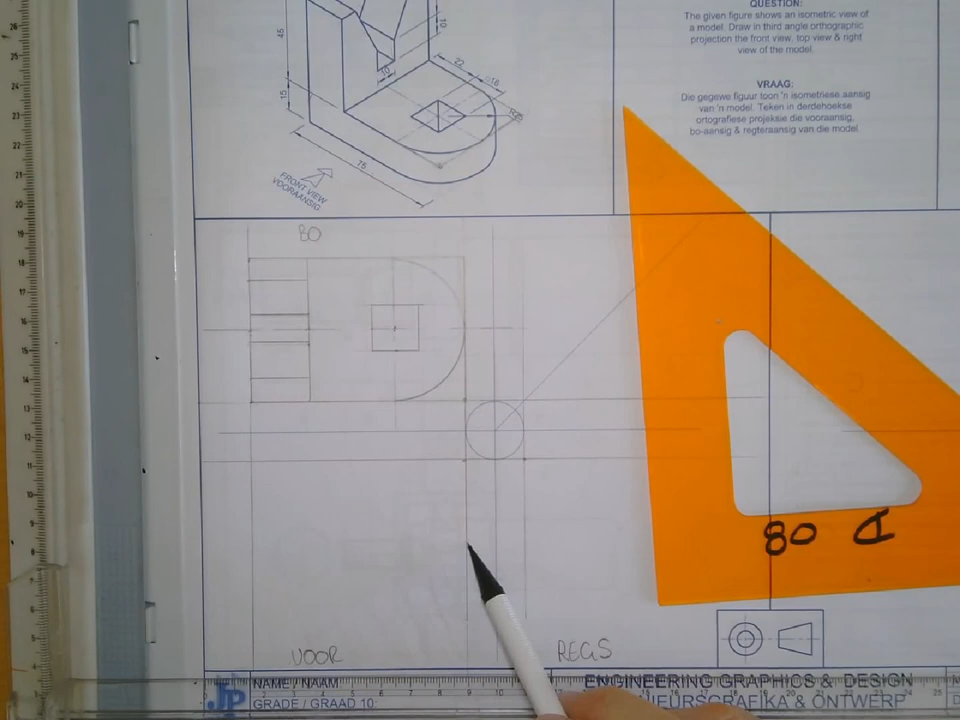 QUESTION:
The given figure shows an isometric view of
a model. Draw in third angle orthographic
projection the front view, top view & right
view of the model.
VRAAG:
Die gegewe figuur toon 'n isometriese aansig
van 'n model. Teken in derdehoekse
ortografiese projeksie die vooraansig,
bo-aansig & regteraansig van die model.
45
10
22
15
10
75
FRONT VIEW
VOORAANSIG
BO
80
VOOR
REGS
NAME / NAAM
GRADE / GRAAD 10:
ENGINEERING GRAPHICS & DESIGN
& ONTWERP